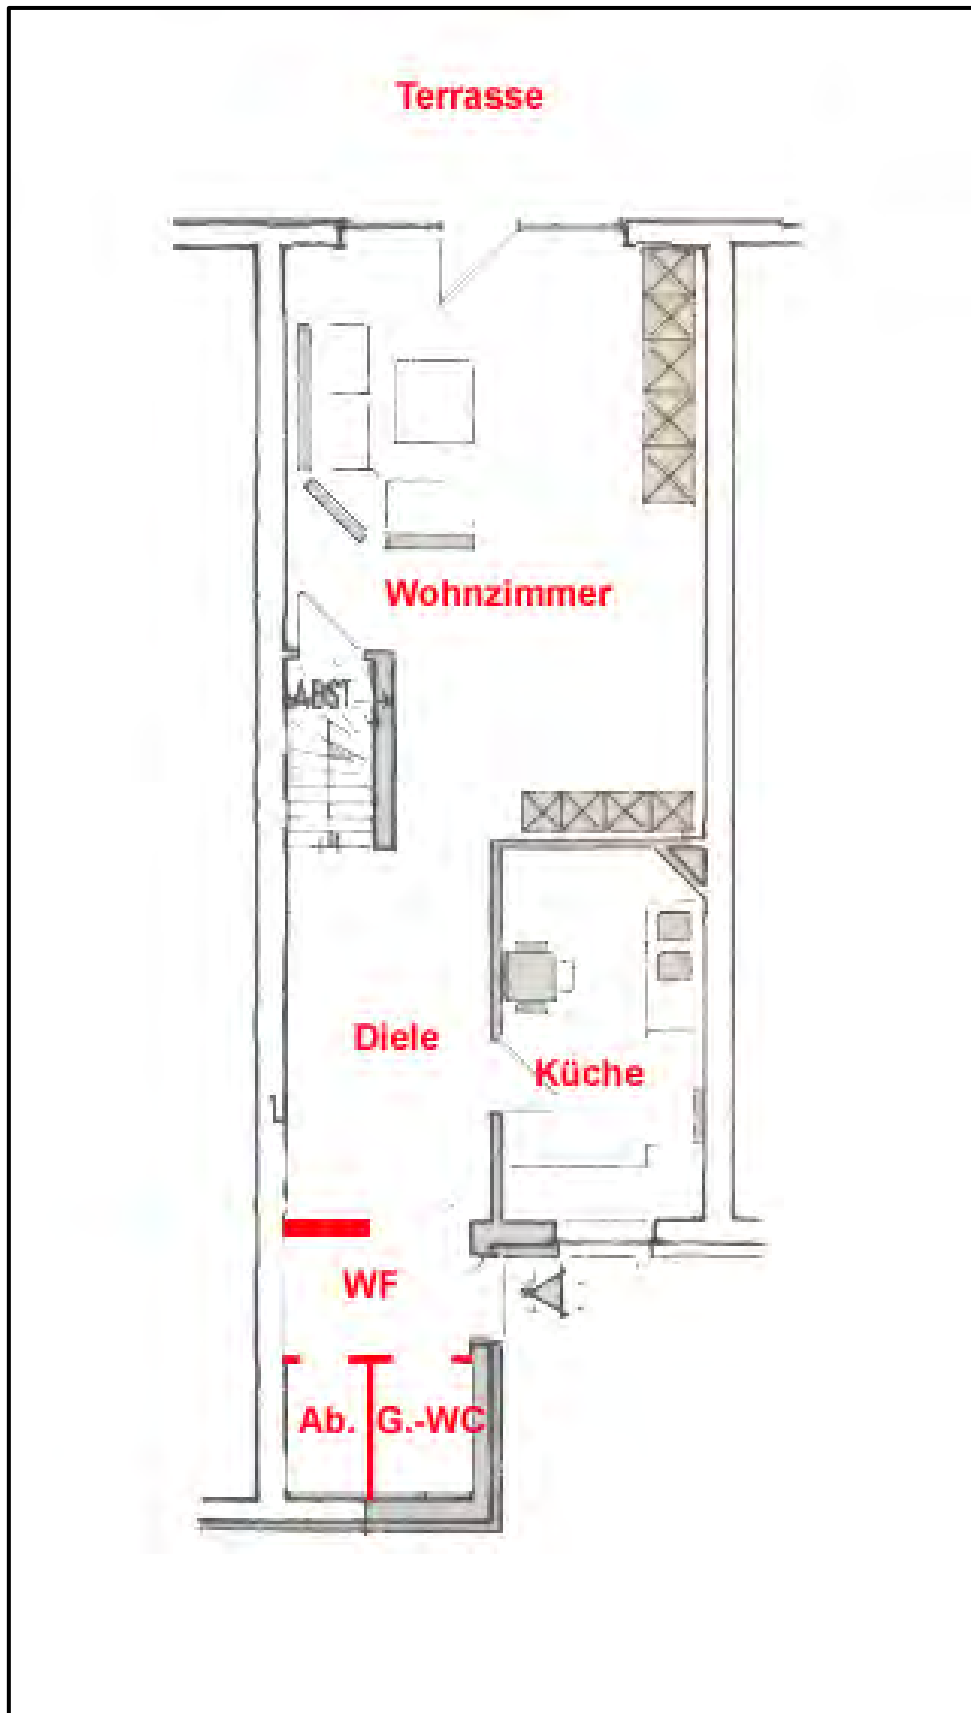 Terrasse
Wohnzimmer
ABST.
Diele
Küche
WF
Ab.
G.-WC